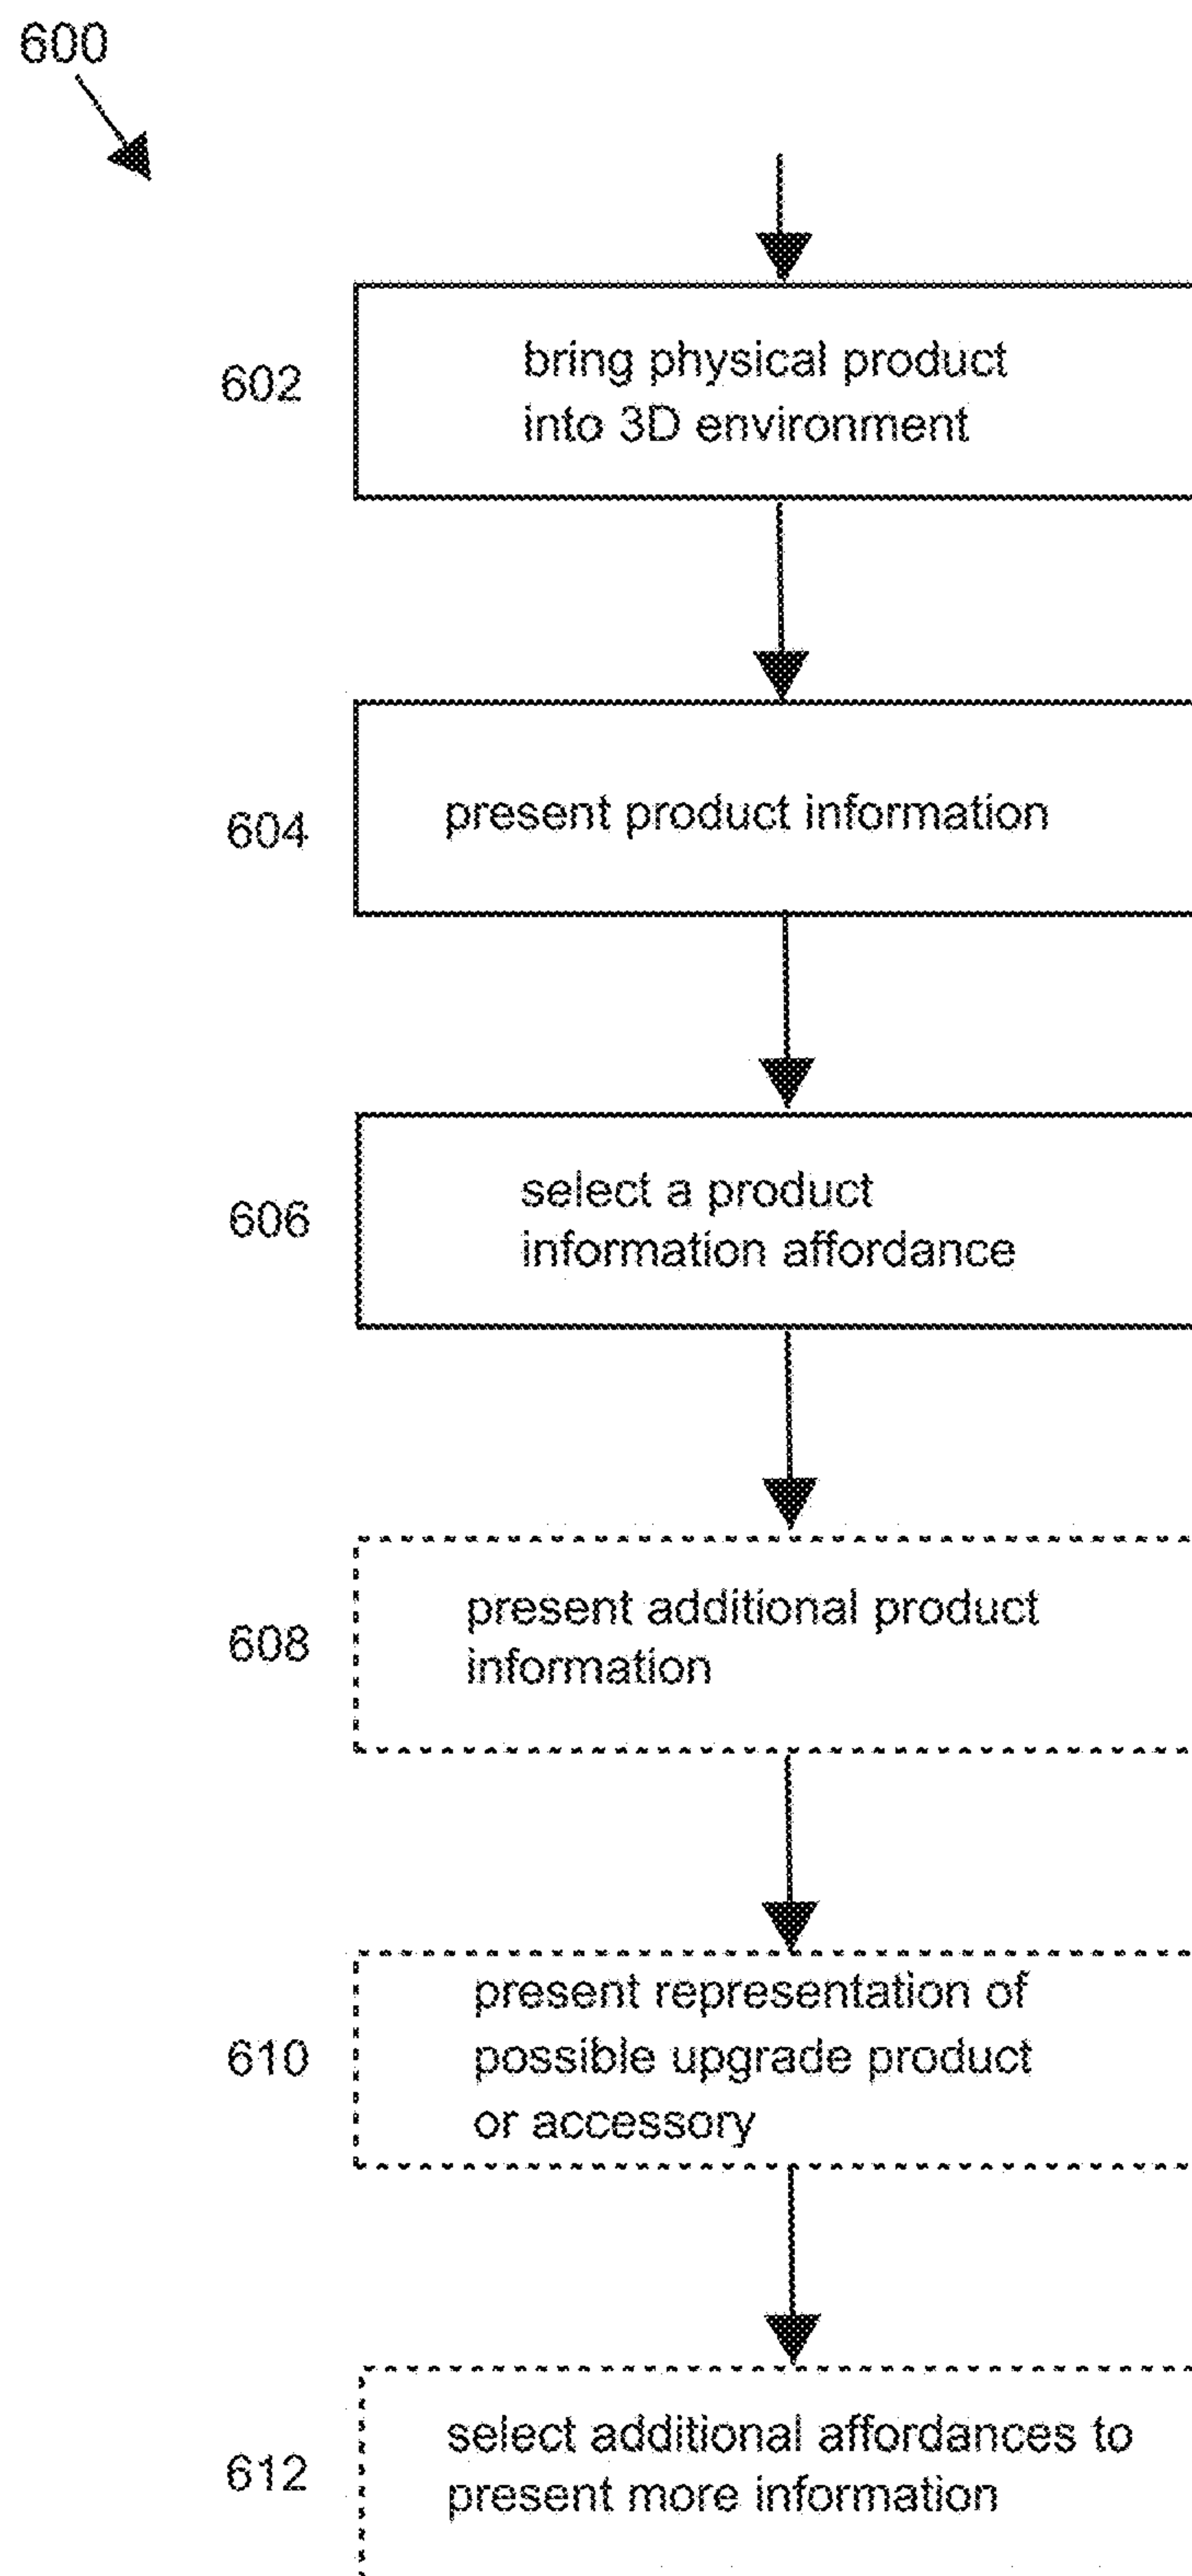 600
602
bring physical product
into 3D environment
604
present product information
606
select a product
information affordance
608
present additional product
information
610
present representation of
possible upgrade product
or accessory
612
select additional affordances to
present more information